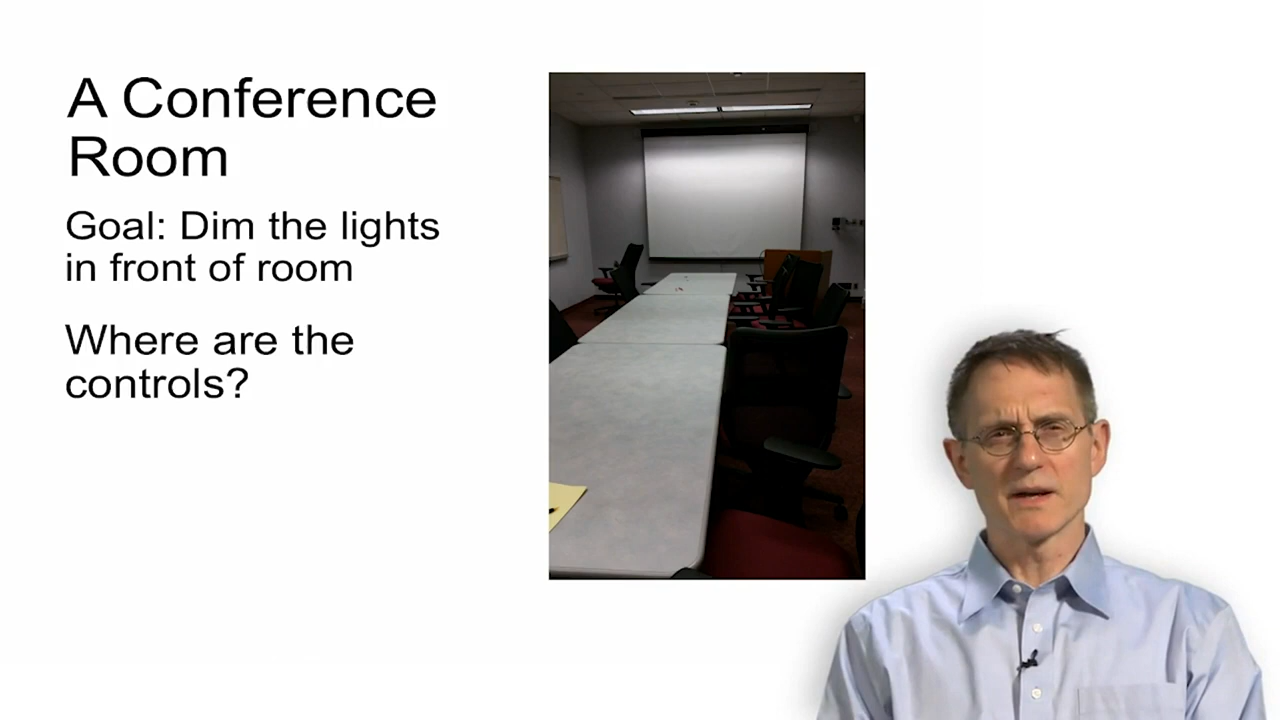 A Conference
Room
Goal: Dim the lights
in front of room
Where are the
controls?